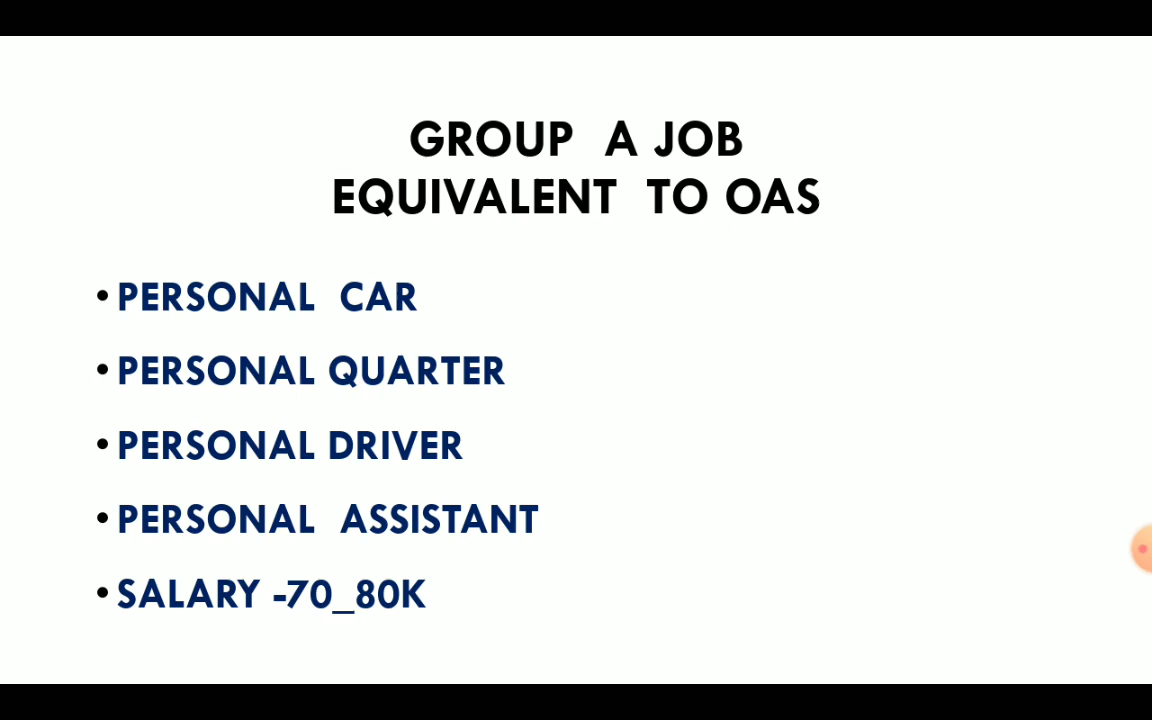 GROUP A JOB
EQUIVALENT TO OAS
• PERSONAL CAR
• PERSONAL QUARTER
• PERSONAL DRIVER
• PERSONAL ASSISTANT
• SALARY -70_80K